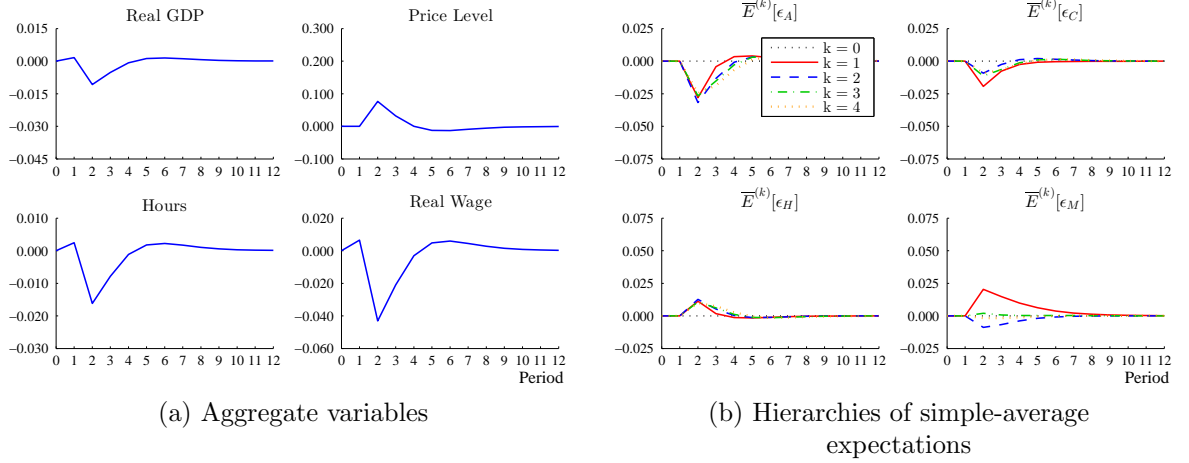 Real GDP
0.015
0.000
−0.015
−0.030
−0.045
0 1 2 3 4 5 6 7 8 9 10 11 12
Price Level
0.300
0.200
0.100
0.000
−0.100
0 1 2 3 4 5 6 7 8 9 10 11 12
Hours
0.010
0.000
−0.010
−0.020
−0.030
0 1 2 3 4 5 6 7 8 9 10 11 12
Real Wage
0.020
0.000
−0.020
−0.040
−0.060
0 1 2 3 4 5 6 7 8 9 10 11 12
Period
(a) Aggregate variables
E̅^(k)[ϵ_A]
0.025
0.000
−0.025
−0.050
−0.075
0 1 2 3 4 5 6 7 8 9 10 11 12
k = 0
k = 1
k = 2
k = 3
k = 4
E̅^(k)[ϵ_C]
0.025
0.000
−0.025
−0.050
−0.075
0 1 2 3 4 5 6 7 8 9 10 11 12
E̅^(k)[ϵ_H]
0.075
0.050
0.025
0.000
−0.025
0 1 2 3 4 5 6 7 8 9 10 11 12
E̅^(k)[ϵ_M]
0.075
0.050
0.025
0.000
−0.025
0 1 2 3 4 5 6 7 8 9 10 11 12
Period
(b) Hierarchies of simple-average
expectations